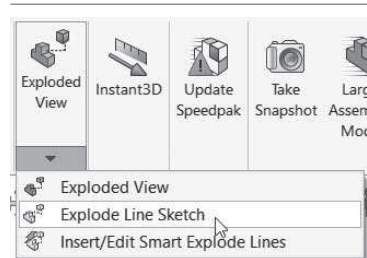 Exploded View
Instant3D
Update Speedpak
Take Snapshot
Exploded View
Explode Line Sketch
Insert/Edit Smart Explode Lines